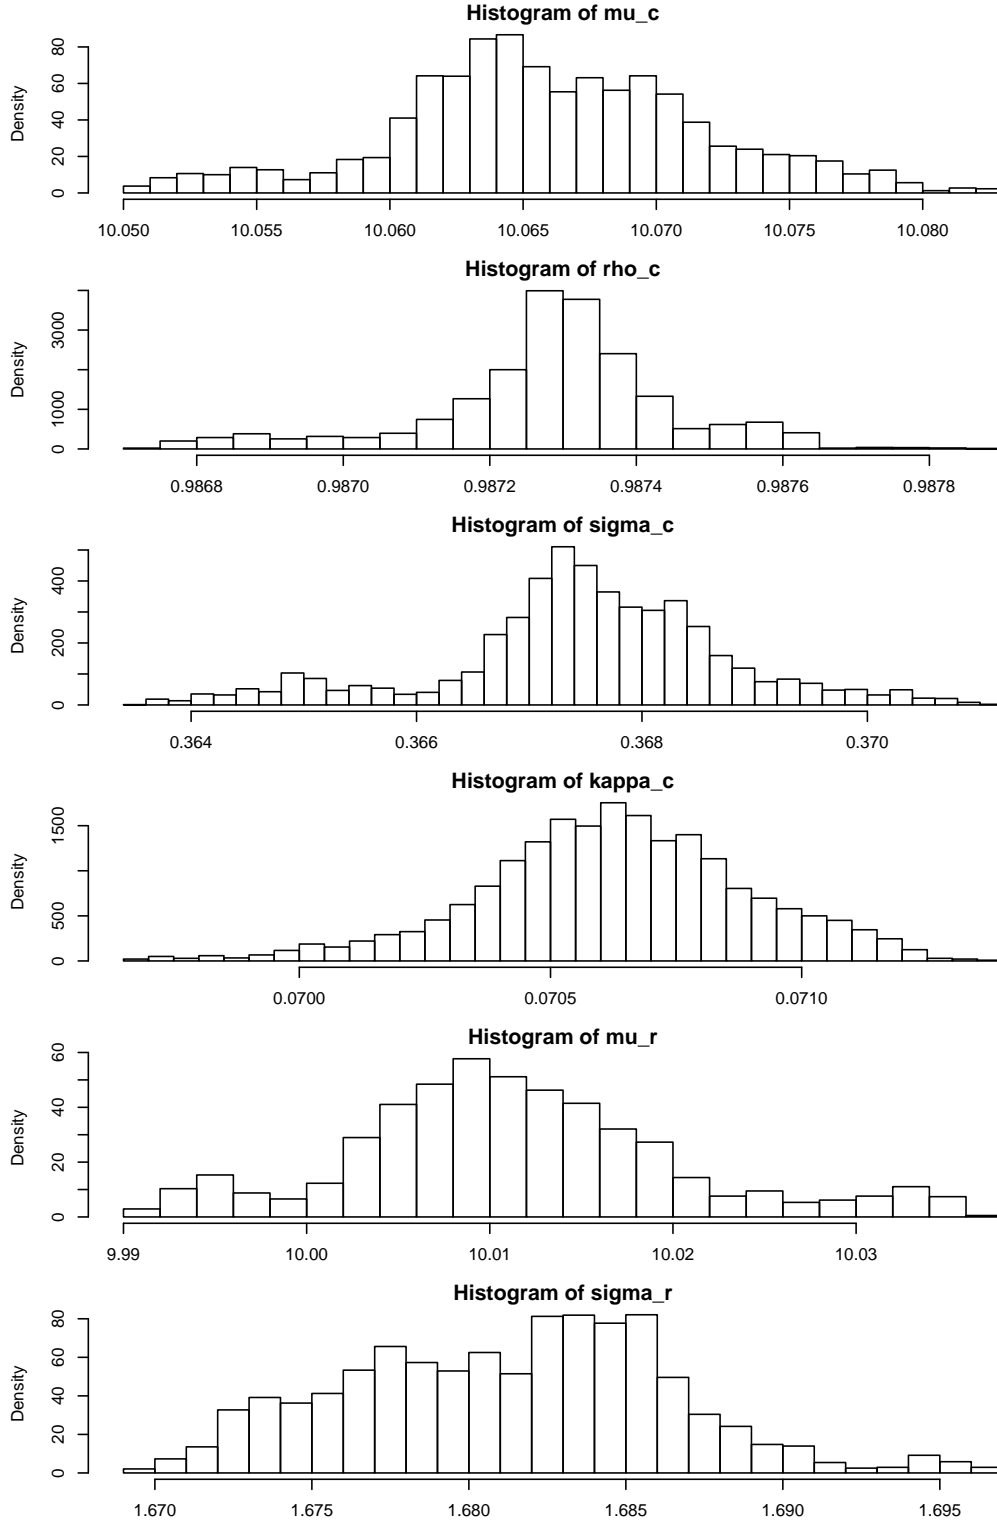 Histogram of mu_c
Density
0 20 40 60 80
10.050 10.055 10.060 10.065 10.070 10.075 10.080
Histogram of rho_c
Density
0 1000 3000
0.9868 0.9870 0.9872 0.9874 0.9876 0.9878
Histogram of sigma_c
Density
0 200 400
0.364 0.366 0.368 0.370
Histogram of kappa_c
Density
0 500 1500
0.0700 0.0705 0.0710
Histogram of mu_r
Density
0 20 40 60
9.99 10.00 10.01 10.02 10.03
Histogram of sigma_r
Density
0 20 40 60 80
1.670 1.675 1.680 1.685 1.690 1.695